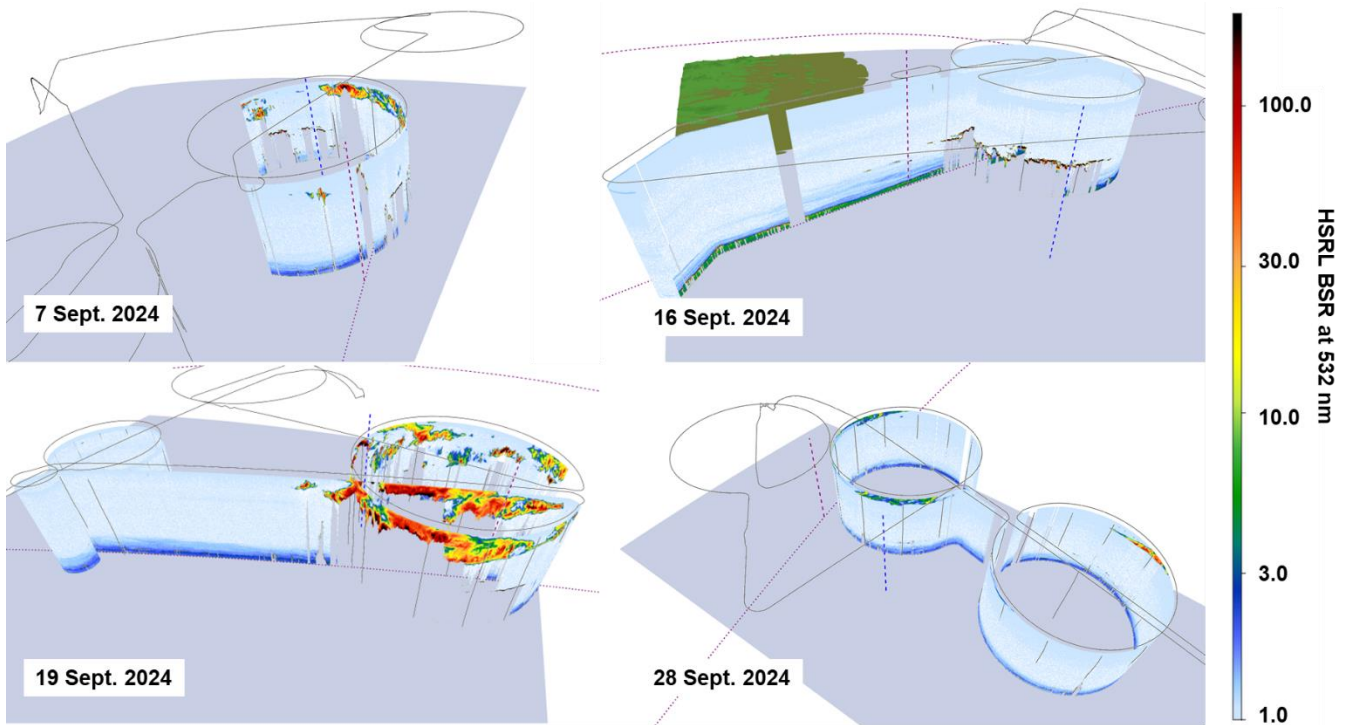 7 Sept. 2024
16 Sept. 2024
19 Sept. 2024
28 Sept. 2024
100.0
30.0
10.0
3.0
1.0
HSRL BSR at 532 nm